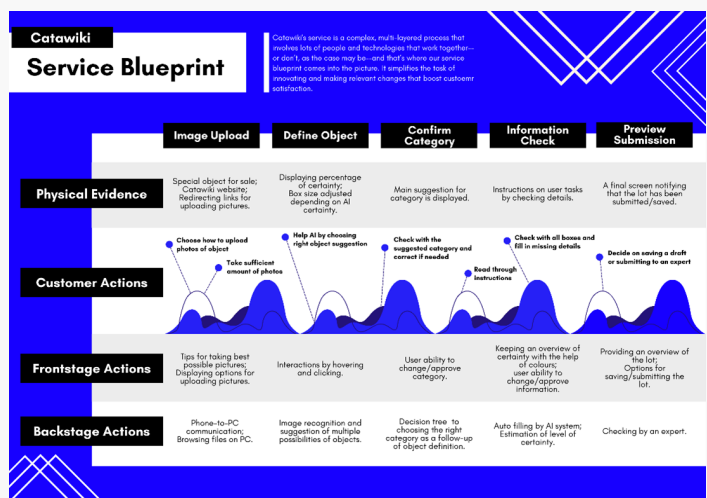 Catawiki
Service Blueprint
Catawiki's service is a complex, multi-layered process that
involves lots of people and technologies that work together--
or don't, as the case may be--and that's where our service
blueprint comes into the picture. It simplifies the task of
innovating and making relevant changes that boost custoemr
satisfaction.
Image Upload
Define Object
Confirm
Category
Information
Check
Preview
Submission
Physical Evidence
Special object for sale;
Catawiki website;
Redirecting links for
uploading pictures.
Displaying percentage
of certainty;
Box size adjusted
depending on AI
certainty.
Main suggestion for
category is displayed.
Instructions on user tasks
by checking details.
A final screen notifying
that the lot has been
submitted/saved.
Customer Actions
Choose how to upload
photos of object
Take sufficient
amount of photos
Help AI by choosing
right object suggestion
Check with the
suggested category and
correct if needed
Read through
instructions
Check with all boxes and
fill in missing details
Decide on saving a draft
or submitting to an expert
Frontstage Actions
Tips for taking best
possible pictures;
Displaying options for
uploading pictures.
Interactions by hovering
and clicking.
User ability to
change/approve
category.
Keeping an overview of
certainty with the help
of colours;
user ability to
change/approve
information.
Providing an overview of
the lot;
Options for
saving/submitting the
lot.
Backstage Actions
Phone-to-PC
communication;
Browsing files on PC.
Image recognition and
suggestion of multiple
possibilities of objects.
Decision tree to
choosing the right
category as a follow-up
of object definition.
Auto filling by AI system;
Estimation of level of
certainty.
Checking by an expert.